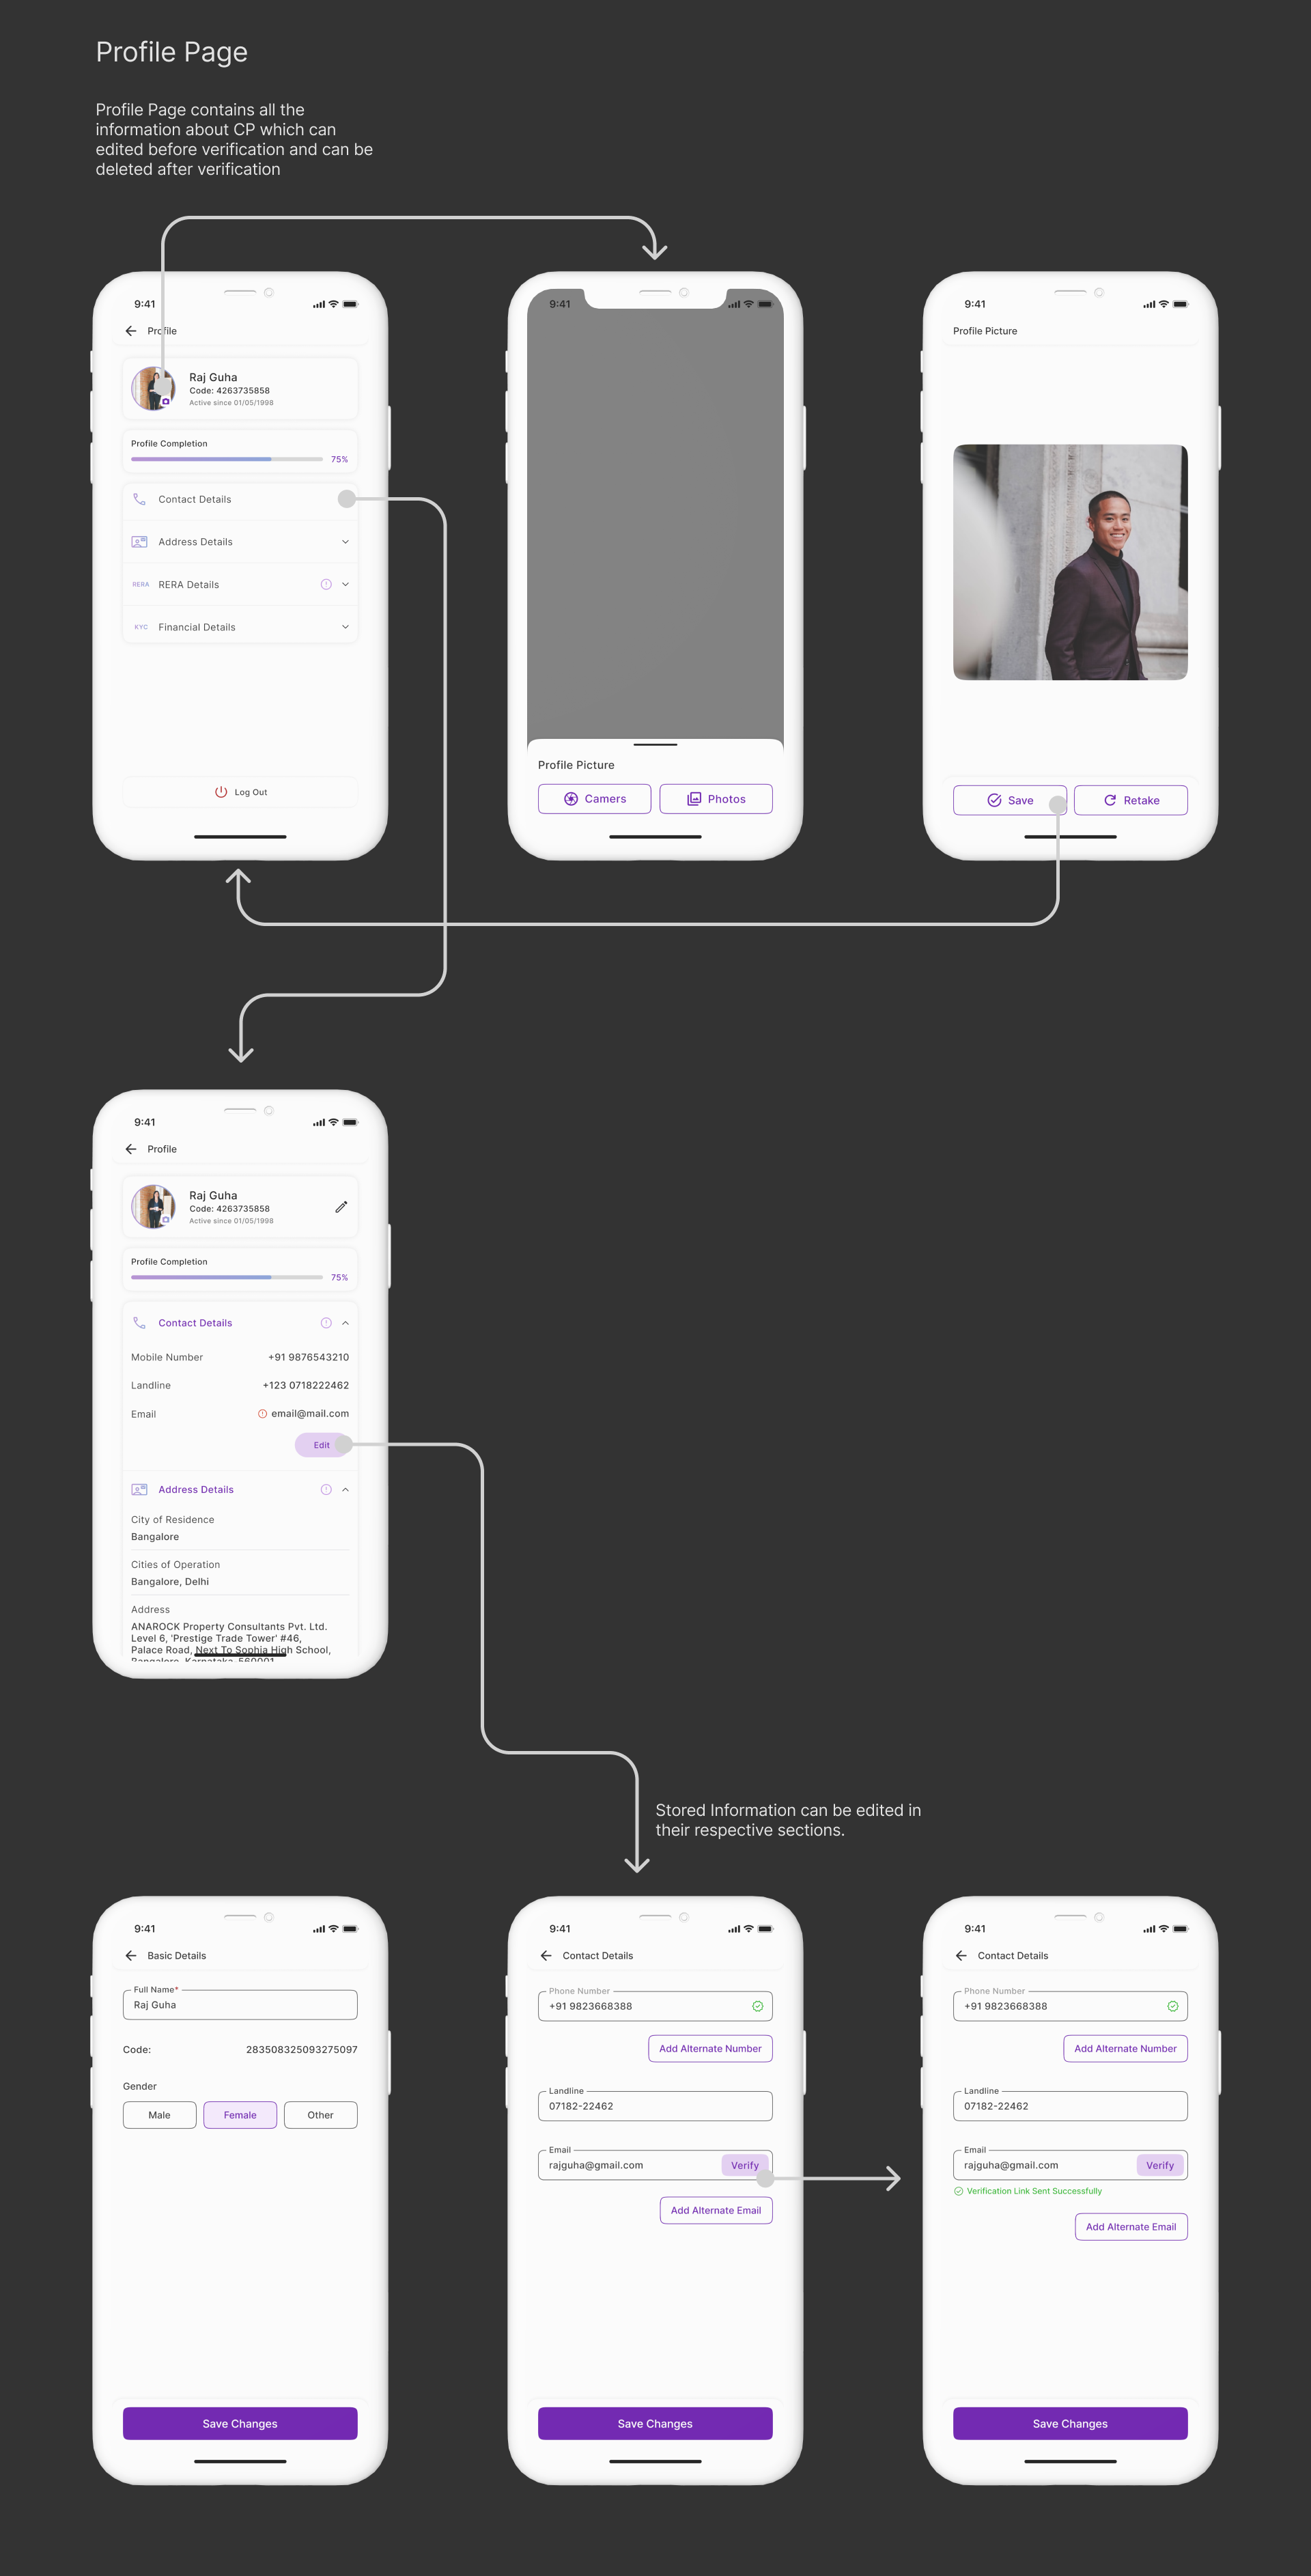 Profile Page
Profile Page contains all the
information about CP which can
edited before verification and can be
deleted after verification
9:41
Profile
Raj Guha
Code: 4263735858
Active since 01/05/1998
Profile Completion
75%
Contact Details
Address Details
RERA RERA Details
KYC Financial Details
Log Out
9:41
Profile Picture
Camers
Photos
9:41
Profile Picture
Save
Retake
9:41
Profile
Raj Guha
Code: 4263735858
Active since 01/05/1998
Profile Completion
75%
Contact Details
Mobile Number +91 9876543210
Landline +123 0718222462
Email email@mail.com
Edit
Address Details
City of Residence
Bangalore
Cities of Operation
Bangalore, Delhi
Address
ANAROCK Property Consultants Pvt. Ltd.
Level 6, 'Prestige Trade Tower' #46,
Palace Road, Next To Sophia High School,
Bangalore, Karnataka, 560001
Stored Information can be edited in
their respective sections.
9:41
Basic Details
Full Name*
Raj Guha
Code: 283508325093275097
Gender
Male
Female
Other
Save Changes
9:41
Contact Details
Phone Number
+91 9823668388
Add Alternate Number
Landline
07182-22462
Email
rajguha@gmail.com
Verify
Add Alternate Email
Save Changes
9:41
Contact Details
Phone Number
+91 9823668388
Add Alternate Number
Landline
07182-22462
Email
rajguha@gmail.com
Verify
Verification Link Sent Successfully
Add Alternate Email
Save Changes